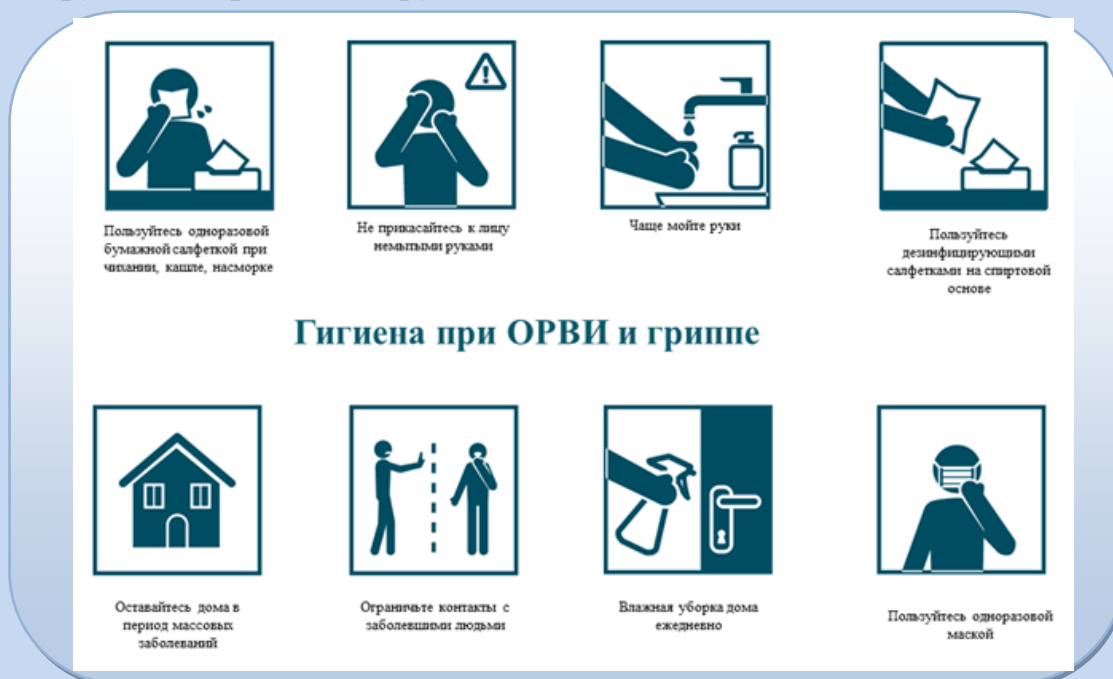 Пользуйтесь одноразовой
бумажной салфеткой при
чихании, кашле, насморке
Не прикасайтесь к лицу
немытыми руками
Чаще мойте руки
Пользуйтесь
дезинфицирующими
салфетками на спиртовой
основе
Гигиена при ОРВИ и гриппе
Оставайтесь дома в
период массовых
заболеваний
Ограничьте контакты с
заболевшими людьми
Влажная уборка дома
ежедневно
Пользуйтесь одноразовой
маской